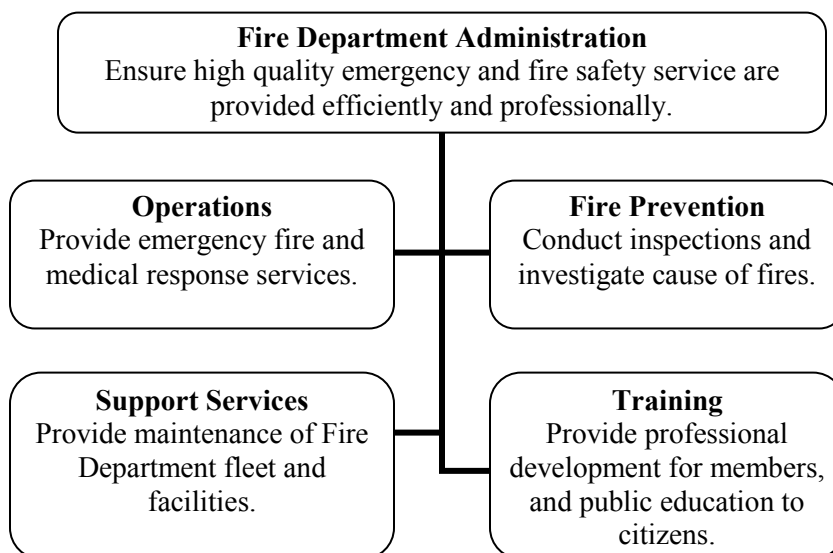 Fire Department Administration
Ensure high quality emergency and fire safety service are
provided efficiently and professionally.
Operations
Provide emergency fire and
medical response services.
Fire Prevention
Conduct inspections and
investigate cause of fires.
Support Services
Provide maintenance of Fire
Department fleet and
facilities.
Training
Provide professional
development for members,
and public education to
citizens.